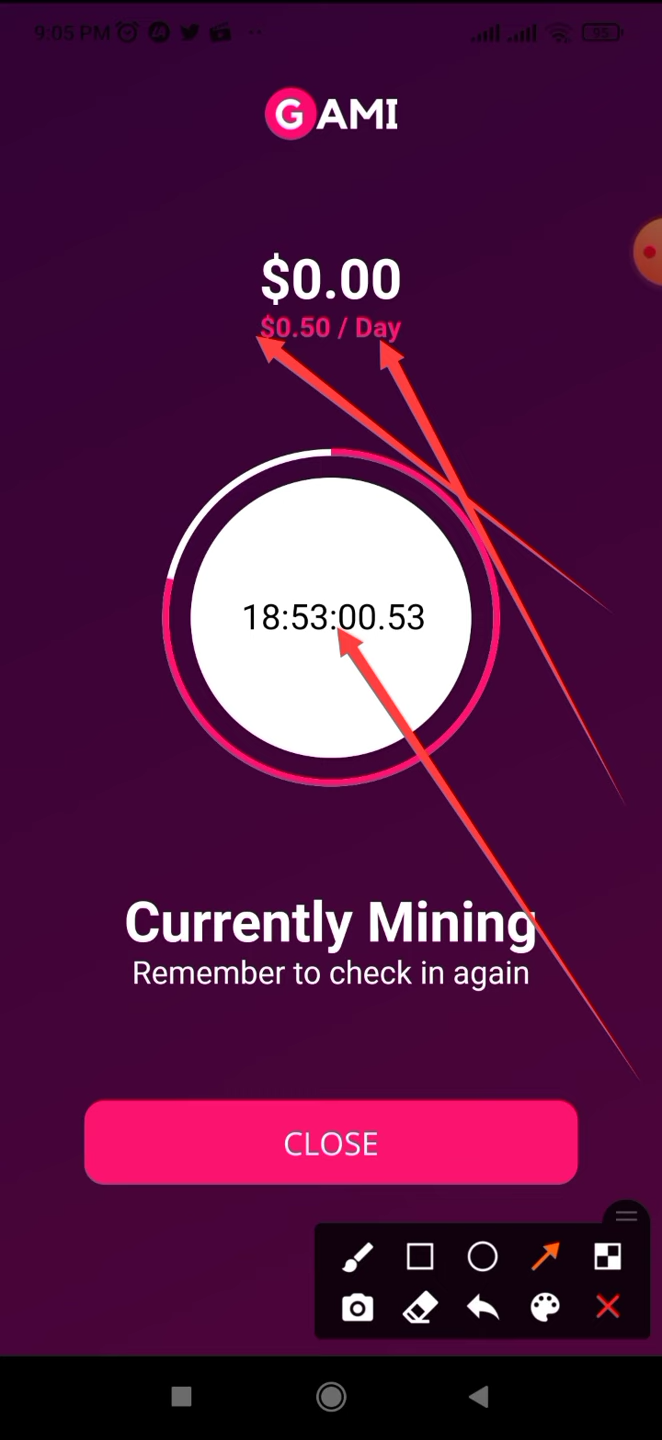 9:05 PM
95
GAMI
$0.00
$0.50 / Day
18:53:00.53
Currently Mining
Remember to check in again
CLOSE